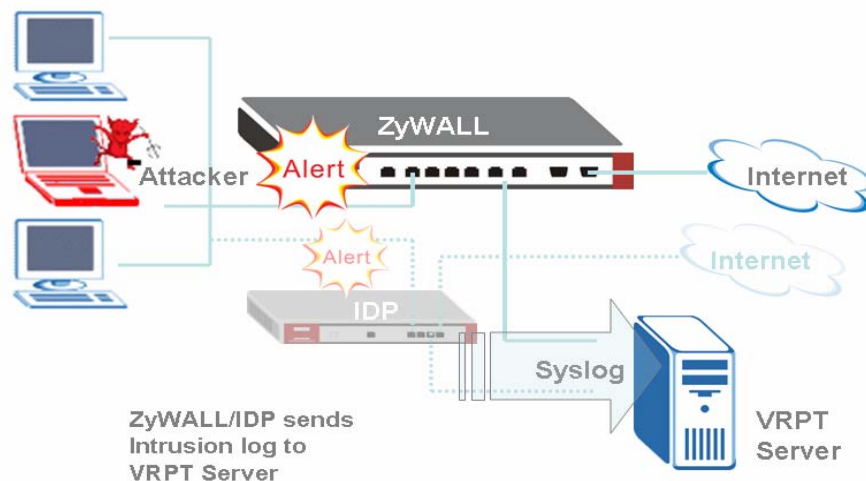 ZyWALL
Alert
Attacker
Internet
Alert
Internet
IDP
Syslog
ZyWALL/IDP sends
Intrusion log to
VRPT Server
VRPT
Server